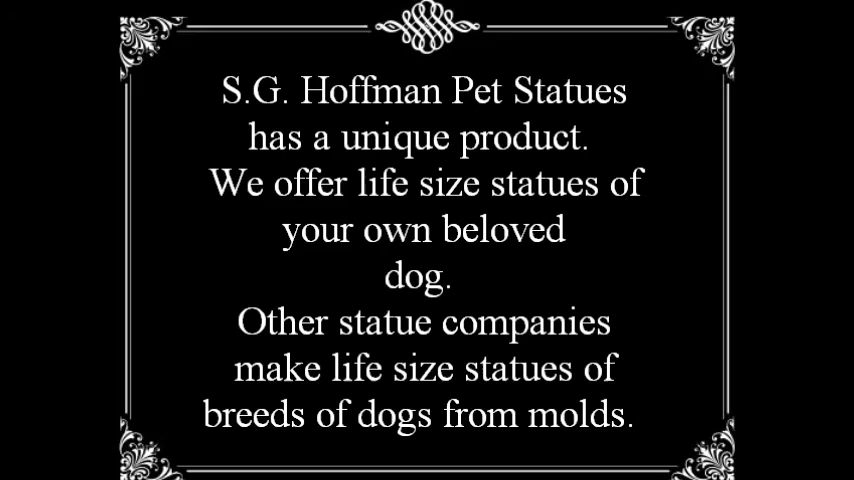 S.G. Hoffman Pet Statues
has a unique product.
We offer life size statues of
your own beloved
dog.
Other statue companies
make life size statues of
breeds of dogs from molds.